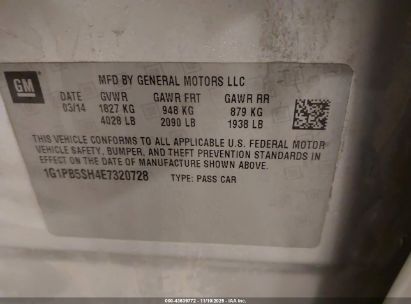 GM
MFD BY GENERAL MOTORS LLC
DATE GVWR GAWR FRT GAWR RR
03/14 1827 KG 948 KG 879 KG
4028 LB 2090 LB 1938 LB
THIS VEHICLE CONFORMS TO ALL APPLICABLE U.S. FEDERAL MOTOR
VEHICLE SAFETY, BUMPER, AND THEFT PREVENTION STANDARDS IN
EFFECT ON THE DATE OF MANUFACTURE SHOWN ABOVE.
1G1PB5SH4E7320728 TYPE: PASS CAR